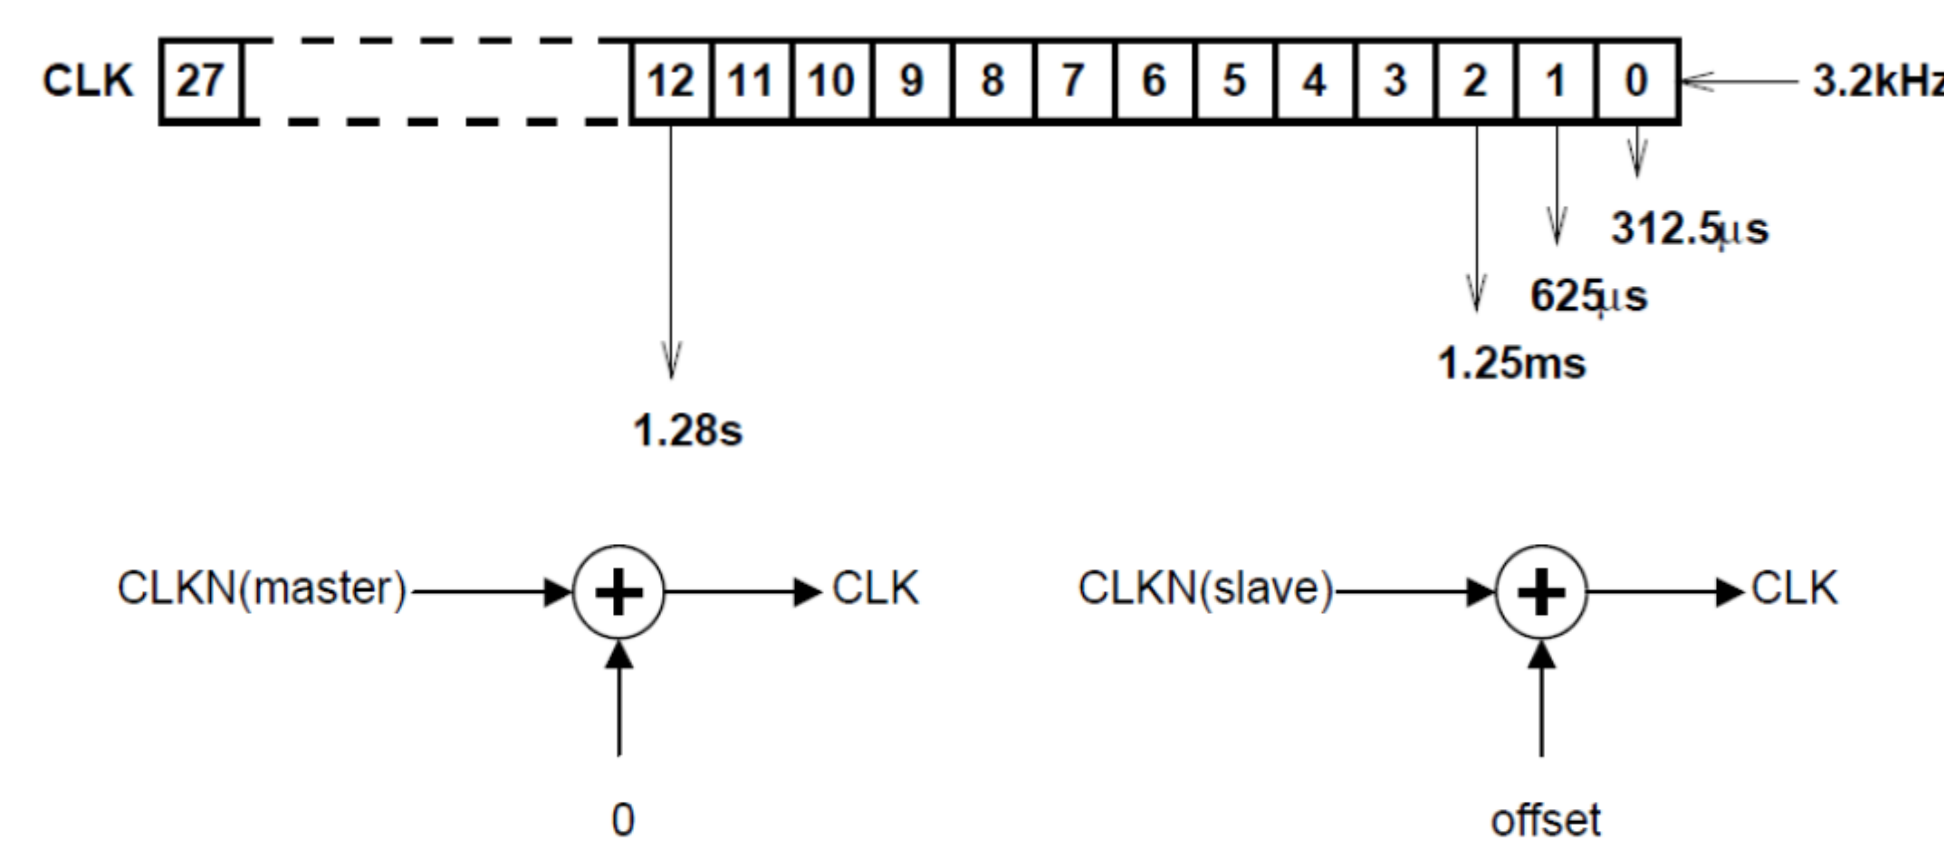 CLK 27 12 11 10 9 8 7 6 5 4 3 2 1 0 3.2kHz
312.5μs
625μs
1.25ms
1.28s
CLKN(master) + CLK CLKN(slave) + CLK
0 offset